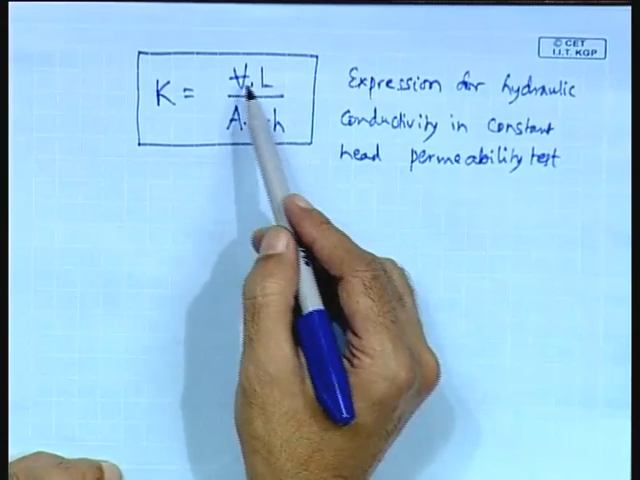 © CET
I.I.T. KGP
K = V.L
A. .h
Expression for hydraulic
Conductivity in constant
head permeability test